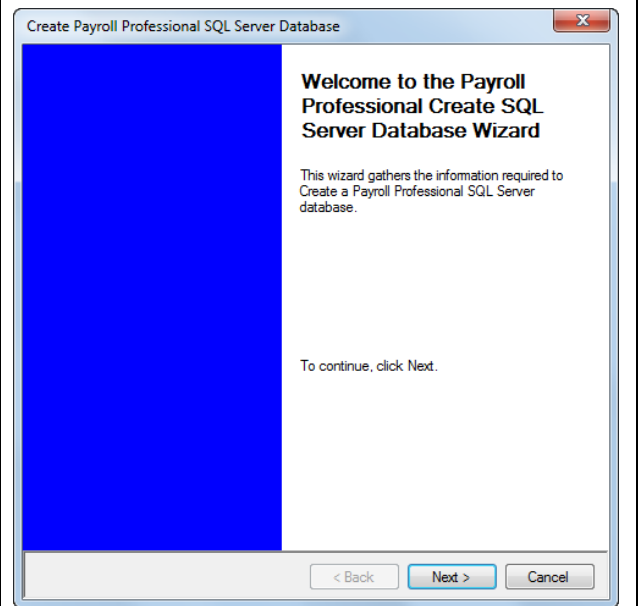 Create Payroll Professional SQL Server Database
Welcome to the Payroll
Professional Create SQL
Server Database Wizard
This wizard gathers the information required to
Create a Payroll Professional SQL Server
database.
To continue, click Next.
< Back Next > Cancel